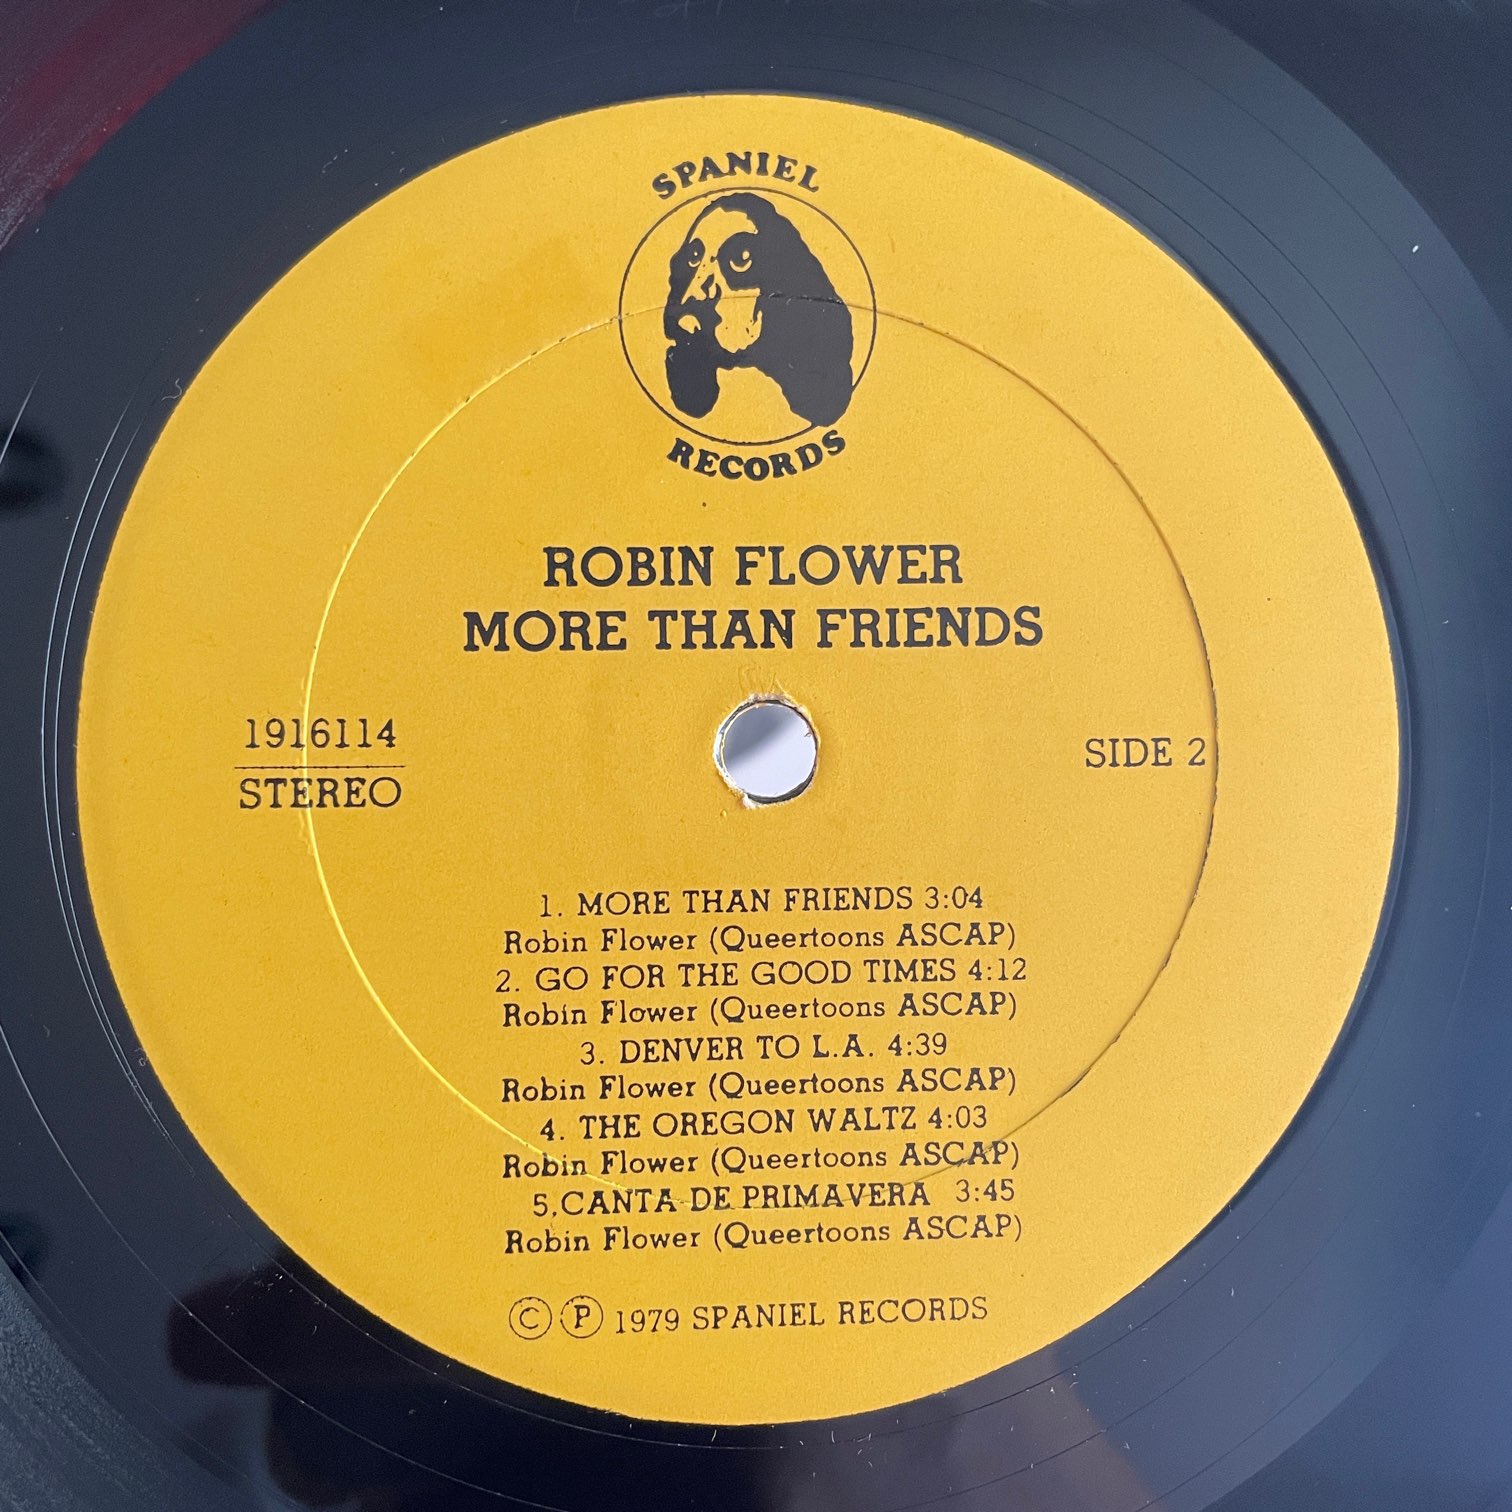 SPANIEL
RECORDS
ROBIN FLOWER
MORE THAN FRIENDS
1916114
STEREO
SIDE 2
1. MORE THAN FRIENDS 3:04
Robin Flower (Queertoons ASCAP)
2. GO FOR THE GOOD TIMES 4:12
Robin Flower (Queertoons ASCAP)
3. DENVER TO L.A. 4:39
Robin Flower (Queertoons ASCAP)
4. THE OREGON WALTZ 4:03
Robin Flower (Queertoons ASCAP)
5,CANTA DE PRIMAVERA 3:45
Robin Flower (Queertoons ASCAP)
Ⓒ Ⓟ 1979 SPANIEL RECORDS